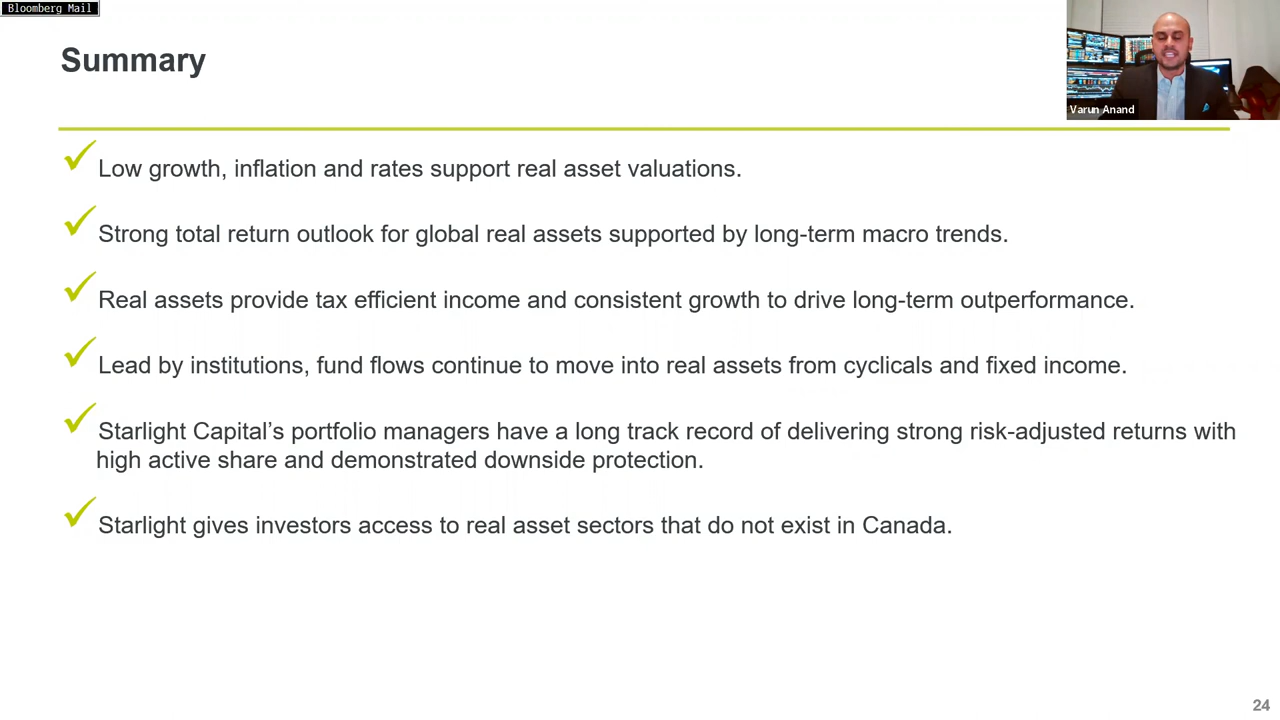 Bloomberg Mail
Summary
Varun Anand
Low growth, inflation and rates support real asset valuations.
Strong total return outlook for global real assets supported by long-term macro trends.
Real assets provide tax efficient income and consistent growth to drive long-term outperformance.
Lead by institutions, fund flows continue to move into real assets from cyclicals and fixed income.
Starlight Capital’s portfolio managers have a long track record of delivering strong risk-adjusted returns with
high active share and demonstrated downside protection.
Starlight gives investors access to real asset sectors that do not exist in Canada.
24